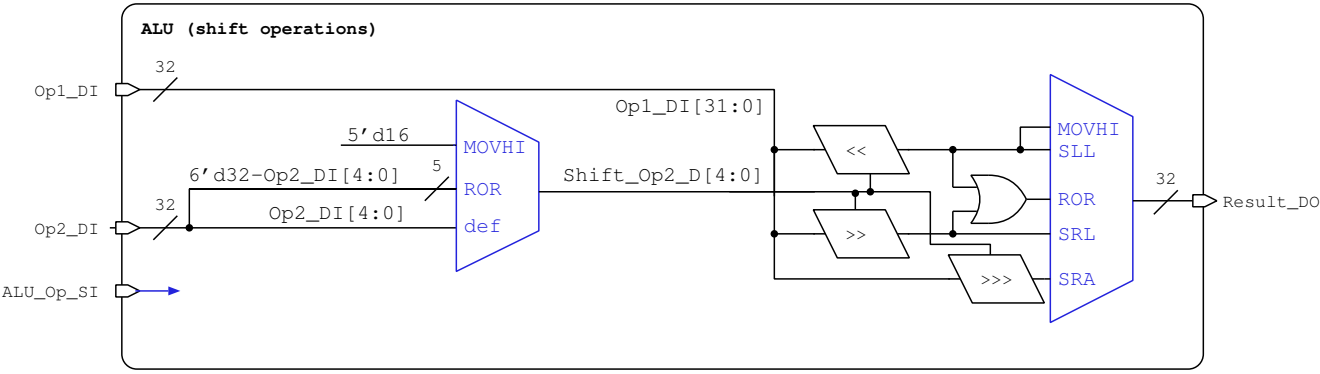 ALU (shift operations)
32
Op1_DI
Op1_DI[31:0]
5'd16
MOVHI
<<
MOVHI
SLL
6'd32-Op2_DI[4:0]
5
ROR
Shift_Op2_D[4:0]
ROR
32
Result_DO
32
Op2_DI[4:0]
def
Op2_DI
>>
SRL
ALU_Op_SI
>>>
SRA